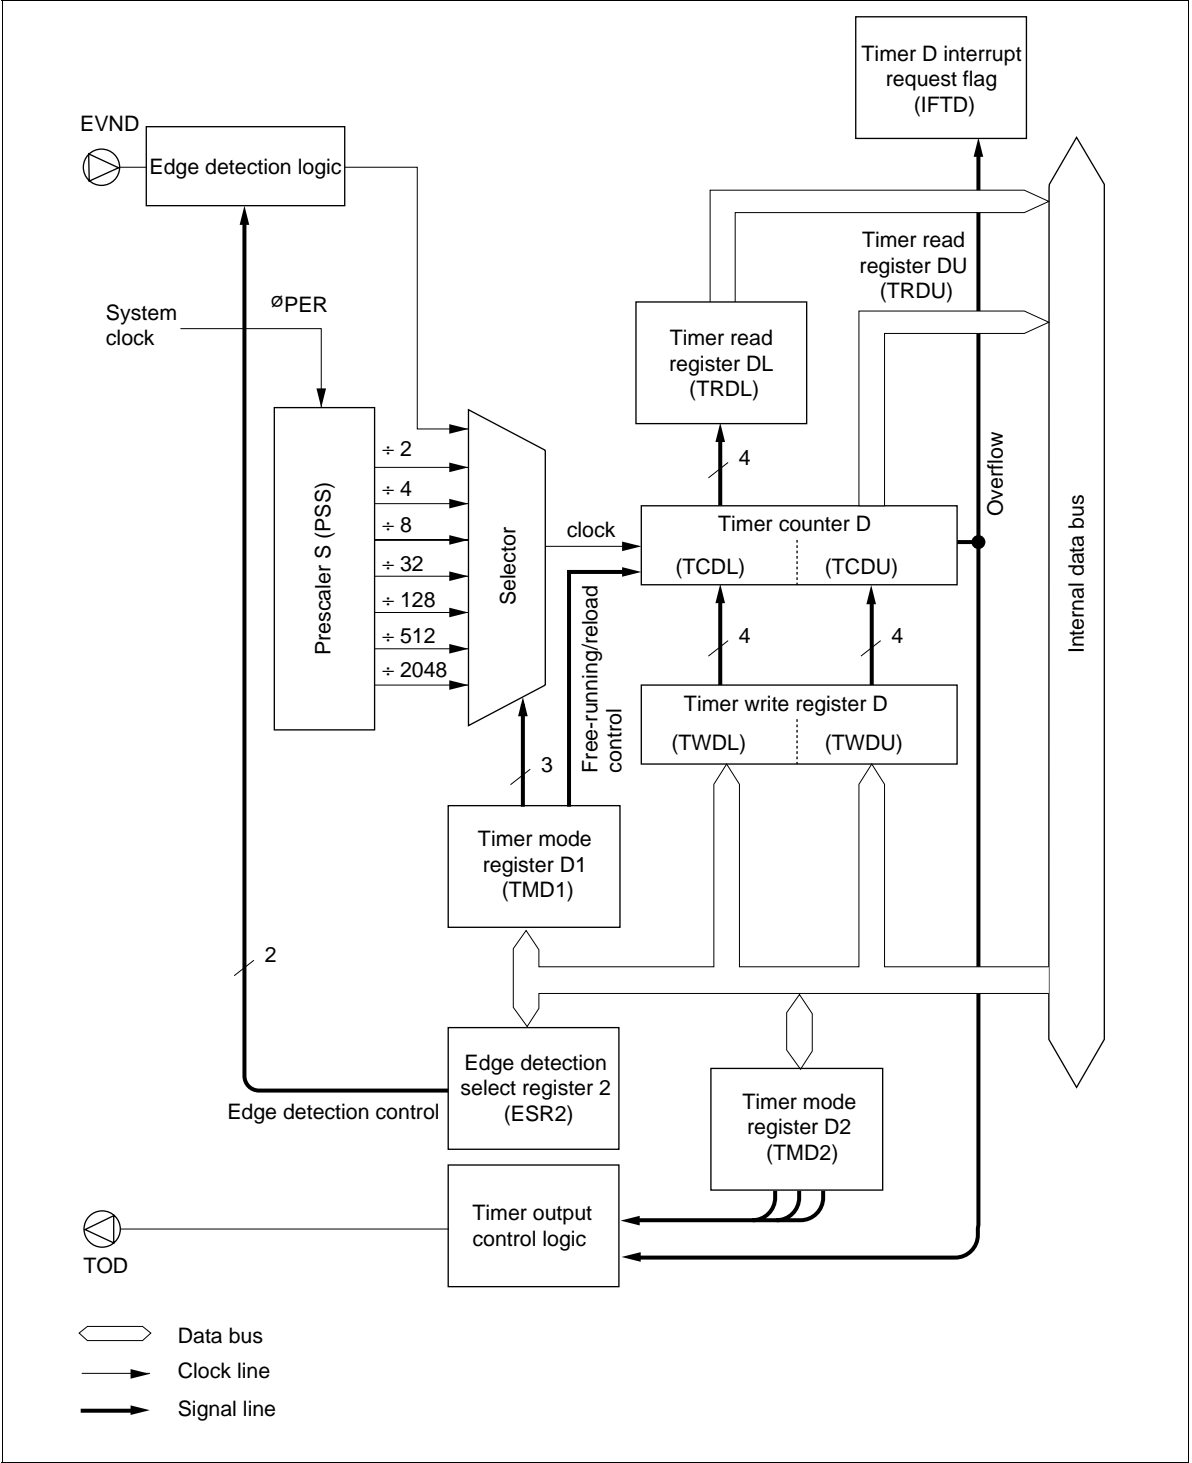 Timer D interrupt
request flag
(IFTD)
EVND
Edge detection logic
Timer read
register DU
(TRDU)
System
clock
øPER
Timer read
register DL
(TRDL)
Prescaler S (PSS)
÷ 2
÷ 4
÷ 8
÷ 32
÷ 128
÷ 512
÷ 2048
Selector
clock
4
Timer counter D
(TCDL)
(TCDU)
Overflow
Internal data bus
Free-running/reload
control
4
4
Timer write register D
(TWDL)
(TWDU)
3
Timer mode
register D1
(TMD1)
2
Edge detection
select register 2
(ESR2)
Edge detection control
Timer mode
register D2
(TMD2)
Timer output
control logic
TOD
Data bus
Clock line
Signal line